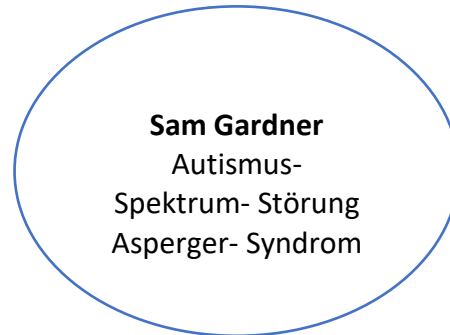 Sam Gardner
Autismus-
Spektrum- Störung
Asperger- Syndrom